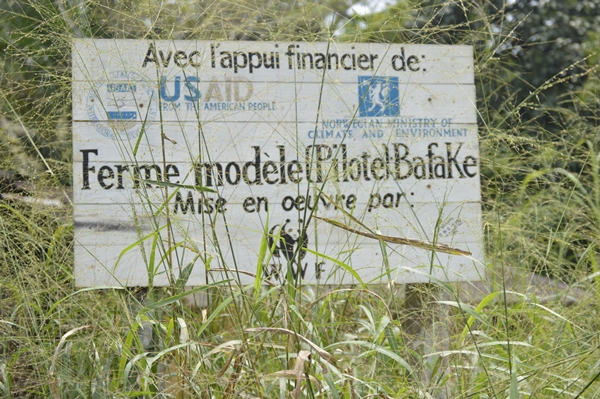 Avec l'appui financier de:
USAID
USAID
FROM THE AMERICAN PEOPLE
NORWEGIAN MINISTRY OF
CLIMATE AND ENVIRONMENT
Ferme modele(Pilote)BafaKe
Mise en oeuvre par:
WWF